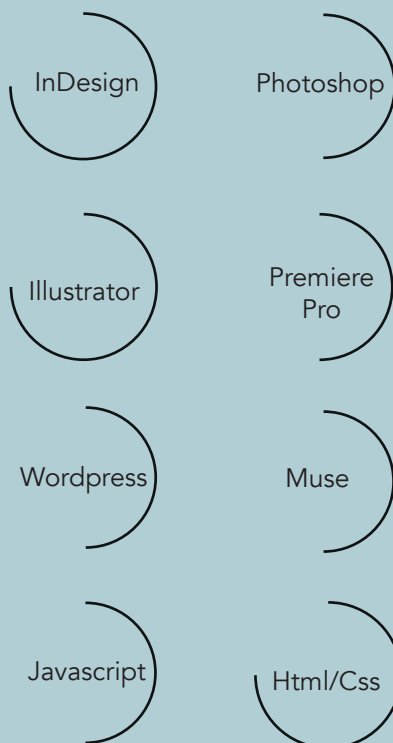 InDesign
Photoshop
Illustrator
Premiere
Pro
Wordpress
Muse
Javascript
Html/Css